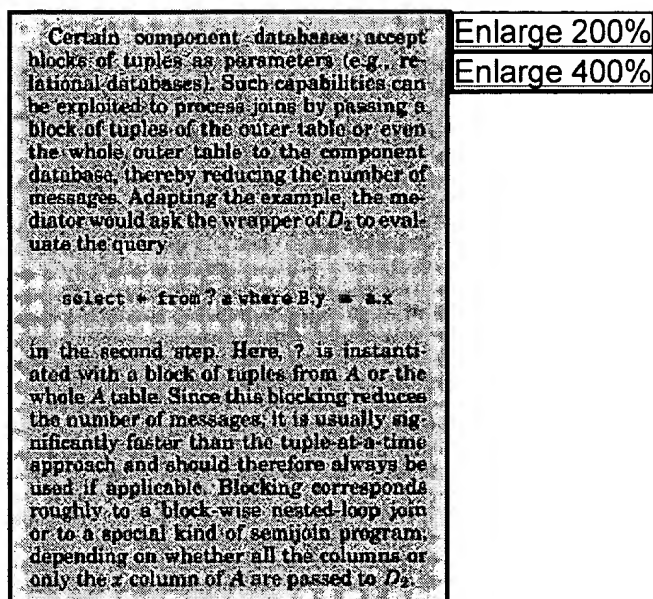 Certain component databases accept
blocks of tuples as parameters (e.g., re-
lational databases). Such capabilities can
be exploited to process joins by passing a
block of tuples of the outer table or even
the whole outer table to the component
database, thereby reducing the number of
messages. Adapting the example, the me-
diator would ask the wrapper of D₂ to eval-
uate the query
select * from ? a where B.y = a.x
in the second step. Here, ? is instanti-
ated with a block of tuples from A or the
whole A table. Since this blocking reduces
the number of messages, it is usually sig-
nificantly faster than the tuple-at-a-time
approach and should therefore always be
used if applicable. Blocking corresponds
roughly to a block-wise nested-loop join
or to a special kind of semijoin program,
depending on whether all the columns or
only the x column of A are passed to D₂.
Enlarge 200%
Enlarge 400%